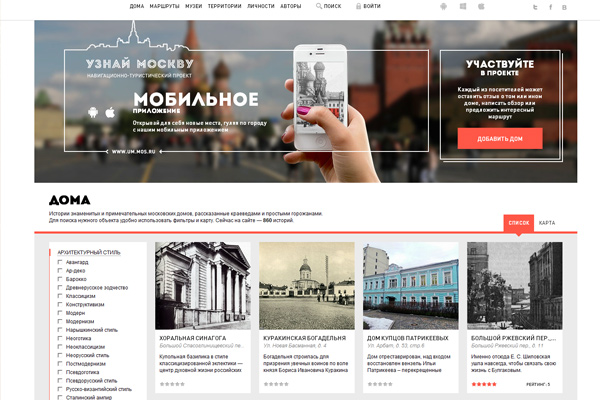 ДОМА МАРШРУТЫ МУЗЕИ ТЕРРИТОРИИ ЛИЧНОСТИ АВТОРЫ ПОИСК ВОЙТИ
УЗНАЙ МОСКВУ
НАВИГАЦИОННО-ТУРИСТИЧЕСКИЙ ПРОЕКТ
МОБИЛЬНОЕ
ПРИЛОЖЕНИЕ
Открывай для себя новые места, гуляя по городу
с нашим мобильным приложением
WWW.UM.MOS.RU
УЧАСТВУЙТЕ
В ПРОЕКТЕ
Каждый из посетителей может
оставить отзыв о том или ином
доме, написать обзор или
предложить интересный
маршрут
ДОБАВИТЬ ДОМ
ДОМА
Истории знаменитых и примечательных московских домов, рассказанные краеведами и простыми горожанами.
Для поиска нужного объекта удобно использовать фильтры и карту. Сейчас на сайте — 860 историй.
СПИСОК КАРТА
АРХИТЕКТУРНЫЙ СТИЛЬ
Авангард
Ар-деко
Барокко
Древнерусское зодчество
Классицизм
Конструктивизм
Модерн
Модернизм
Нарышкинский стиль
Неоготика
Неоклассицизм
Неорусский стиль
Постмодернизм
Псевдоготика
Псевдорусский стиль
Русско-византийский стиль
Сталинский ампир
ХОРАЛЬНАЯ СИНАГОГА
Большой Спасоглинищевский пе...
Купольная базилика в стиле
классицизированной эклектики —
центр духовной жизни российских
КУРАКИНСКАЯ БОГАДЕЛЬНЯ
Ул. Новая Басманная, д. 4
Богадельня строилась для
призрения увечных воинов по воле
князя Бориса Ивановича Куракина
ДОМ КУПЦОВ ПАТРИКЕЕВЫХ
Ул. Арбат, д. 53, стр.6
Дом отреставрирован, над входом
восстановлен вензель Ильи
Патрикеева – перекрещенные
БОЛЬШОЙ РЖЕВСКИЙ ПЕР.,...
Большой Ржевский пер., д. 11
Именно отсюда Е. С. Шиловская
ушла навсегда, чтобы связать свою
жизнь с Булгаковым.
РЕЙТИНГ: 5